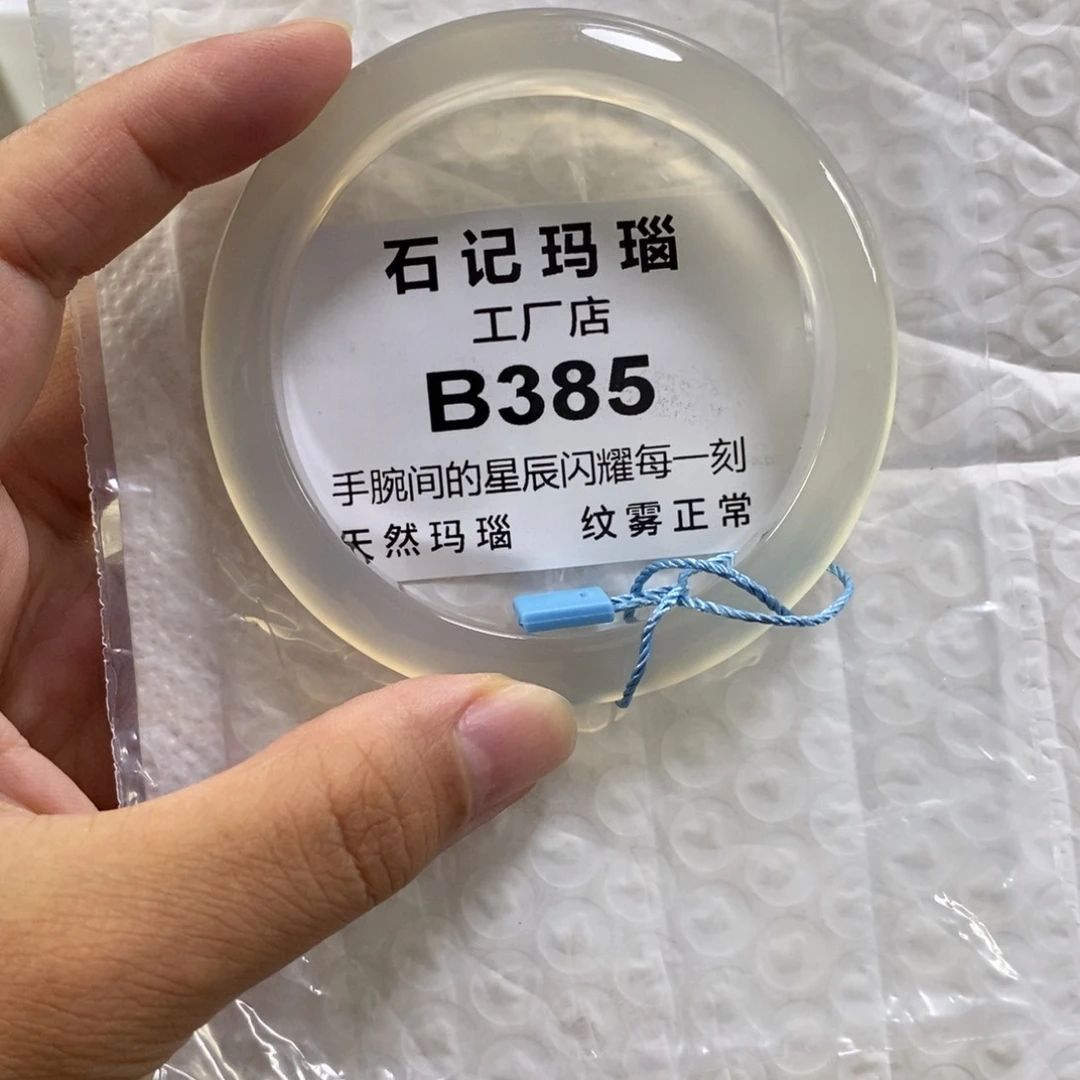 石记玛瑙
工厂店
B385
手腕间的星辰闪耀每一刻
天然玛瑙 纹雾正常